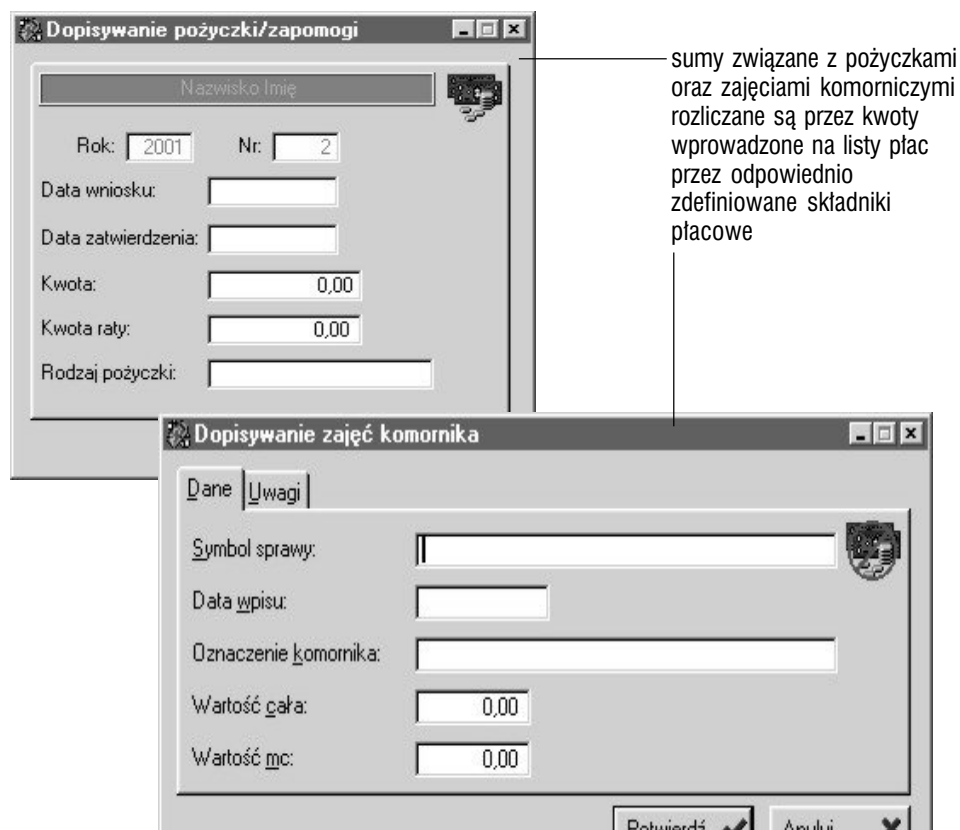 Dopisywanie pożyczki/zapomogi
Nazwisko Imię
Rok: 2001 Nr: 2
Data wniosku:
Data zatwierdzenia:
Kwota: 0,00
Kwota raty: 0,00
Rodzaj pożyczki:
sumy związane z pożyczkami
oraz zajęciami komorniczymi
rozliczane są przez kwoty
wprowadzone na listy płac
przez odpowiednio
zdefiniowane składniki
płacowe
Dopisywanie zajęć komornika
Dane Uwagi
Symbol sprawy:
Data wpisu:
Oznaczenie komornika:
Wartość cała: 0,00
Wartość mc: 0,00
Potwierdź Anuluj